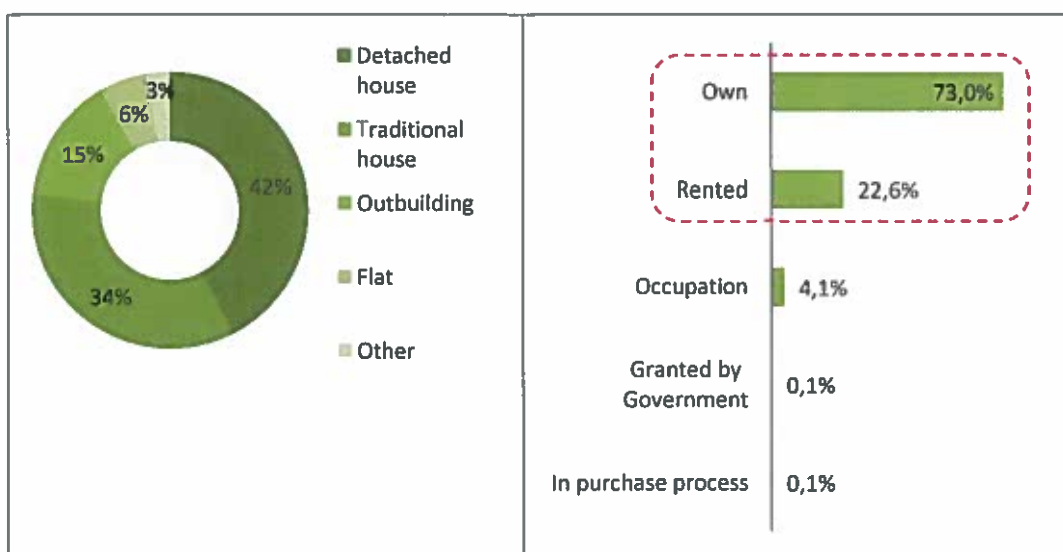 3%
6%
15%
42%
34%
Detached
house
Traditional
house
Outbuilding
Flat
Other
Own
73,0%
Rented
22,6%
Occupation
4,1%
Granted by
Government
0,1%
In purchase process
0,1%